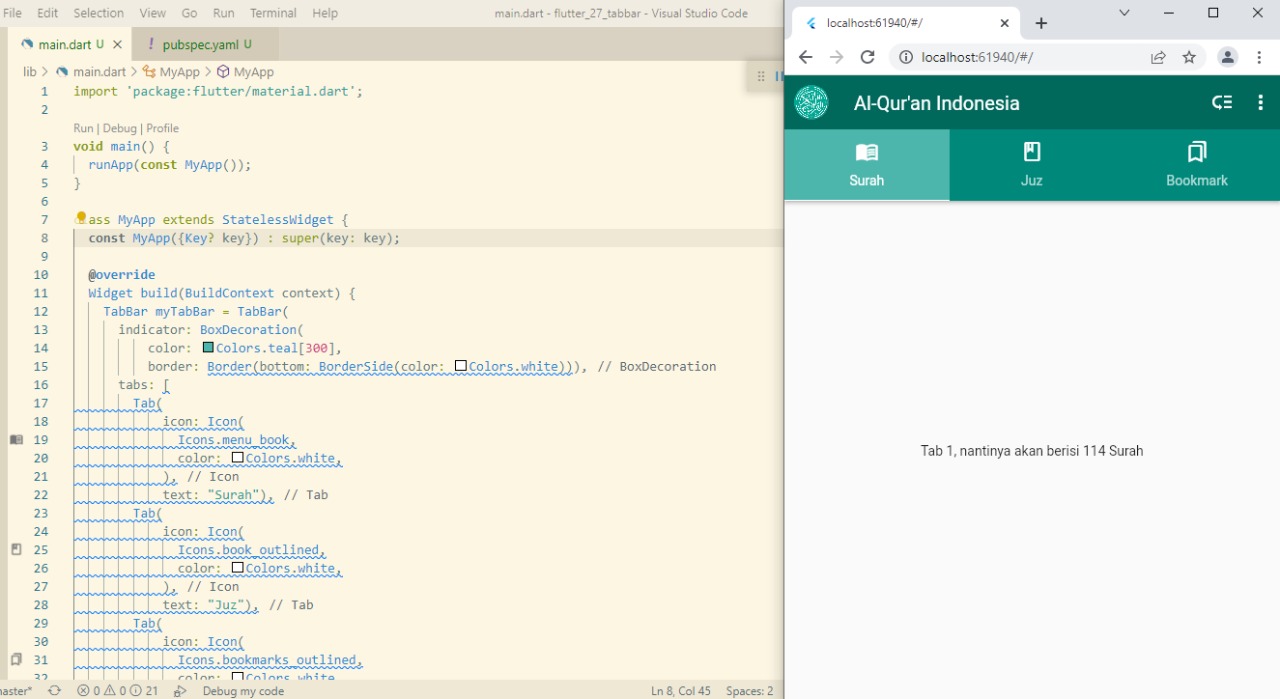 File Edit Selection View Go Run Terminal Help main.dart - flutter_27_tabbar - Visual Studio Code
main.dart U pubspec.yaml U
lib > main.dart > MyApp > MyApp
1 import 'package:flutter/material.dart';
2
Run | Debug | Profile
3 void main() {
4 runApp(const MyApp());
5 }
6
7 ass MyApp extends StatelessWidget {
8 const MyApp({Key? key}) : super(key: key);
9
10 @override
11 Widget build(BuildContext context) {
12 TabBar myTabBar = TabBar(
13 indicator: BoxDecoration(
14 color: Colors.teal[300],
15 border: Border(bottom: BorderSide(color: Colors.white))), // BoxDecoration
16 tabs: [
17 Tab(
18 icon: Icon(
19 Icons.menu_book,
20 color: Colors.white,
21 ), // Icon
22 text: "Surah"), // Tab
23 Tab(
24 icon: Icon(
25 Icons.book_outlined,
26 color: Colors.white,
27 ), // Icon
28 text: "Juz"), // Tab
29 Tab(
30 icon: Icon(
31 Icons.bookmarks_outlined,
32 color: Colors.white
aster* 0 0 21 Debug my code Ln 8, Col 45 Spaces: 2
localhost:61940/#/
localhost:61940/#/
Al-Qur'an Indonesia
Surah Juz Bookmark
Tab 1, nantinya akan berisi 114 Surah